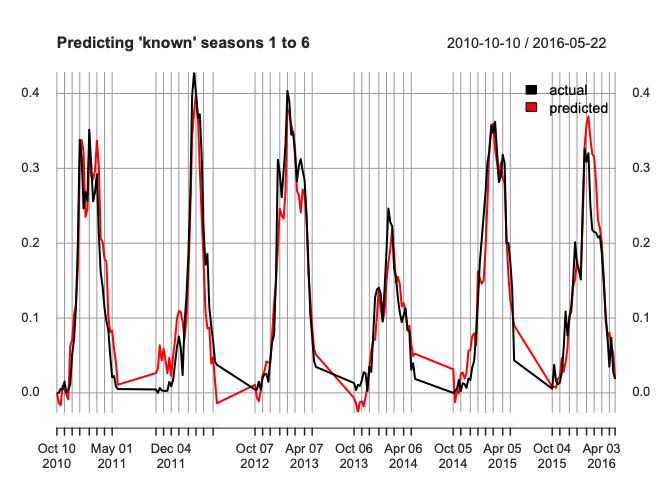 Predicting 'known' seasons 1 to 6 2010-10-10 / 2016-05-22
0.4 0.4
actual
predicted
0.3 0.3
0.2 0.2
0.1 0.1
0.0 0.0
Oct 10 May 01 Dec 04 Oct 07 Apr 07 Oct 06 Apr 06 Oct 05 Apr 05 Oct 04 Apr 03
2010 2011 2011 2012 2013 2013 2014 2014 2015 2015 2016